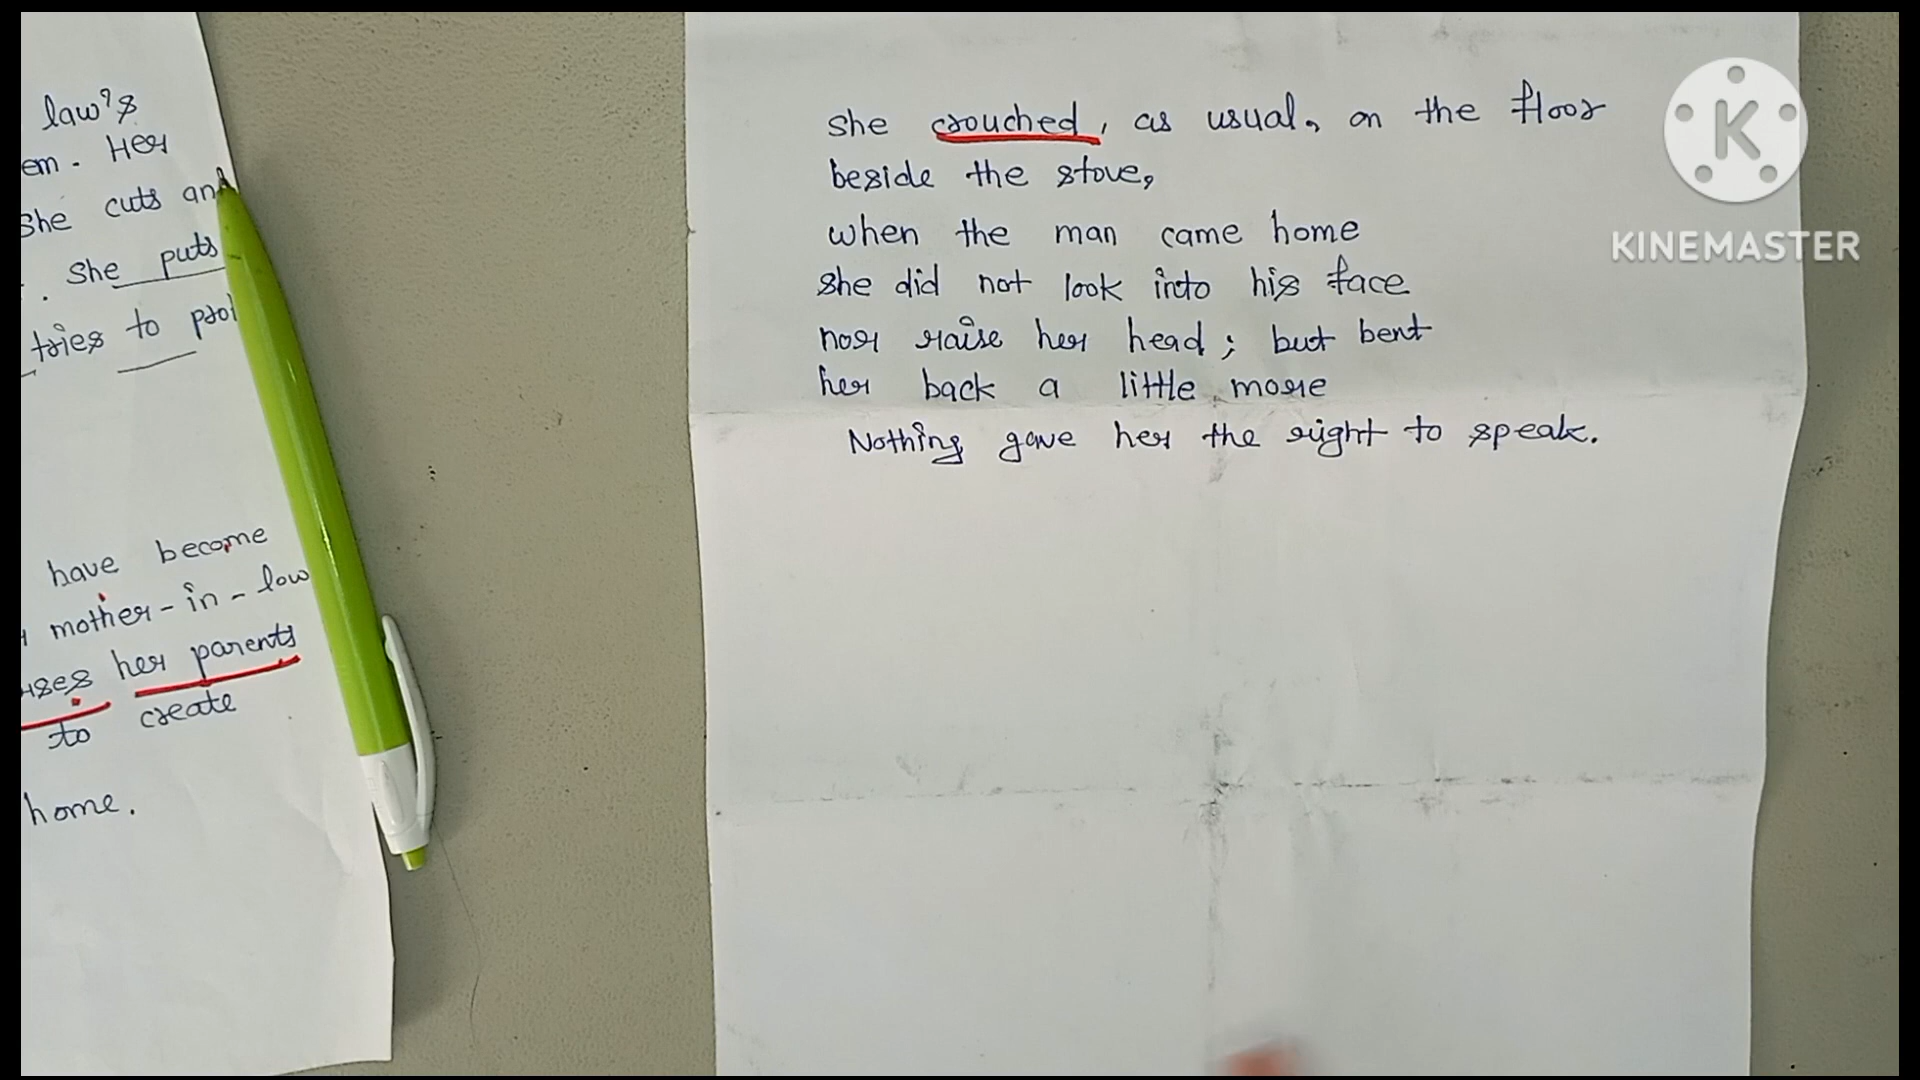 law's
em. Her
She cuts an
. She puts
tries to pro
have become
mother-in-law
her parents
to create
home.
She crouched, as usual, on the floor
beside the stove,
when the man came home
she did not look into his face
nor raise her head; but bent
her back a little more
Nothing gave her the right to speak.
KINEMASTER